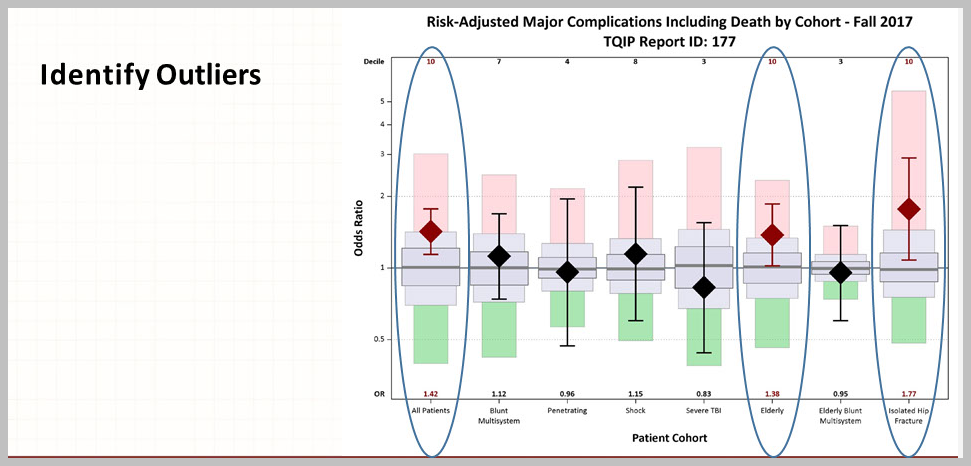 Identify Outliers
Risk-Adjusted Major Complications Including Death by Cohort - Fall 2017
TQIP Report ID: 177
Decile 10 7 4 8 3 10 3 10
5
4
3
2
1
0.5
Odds Ratio
OR 1.42 1.12 0.96 1.15 0.83 1.38 0.95 1.77
All Patients Blunt Penetrating Shock Severe TBI Elderly Elderly Blunt Isolated Hip
Multisystem Multisystem Fracture
Patient Cohort